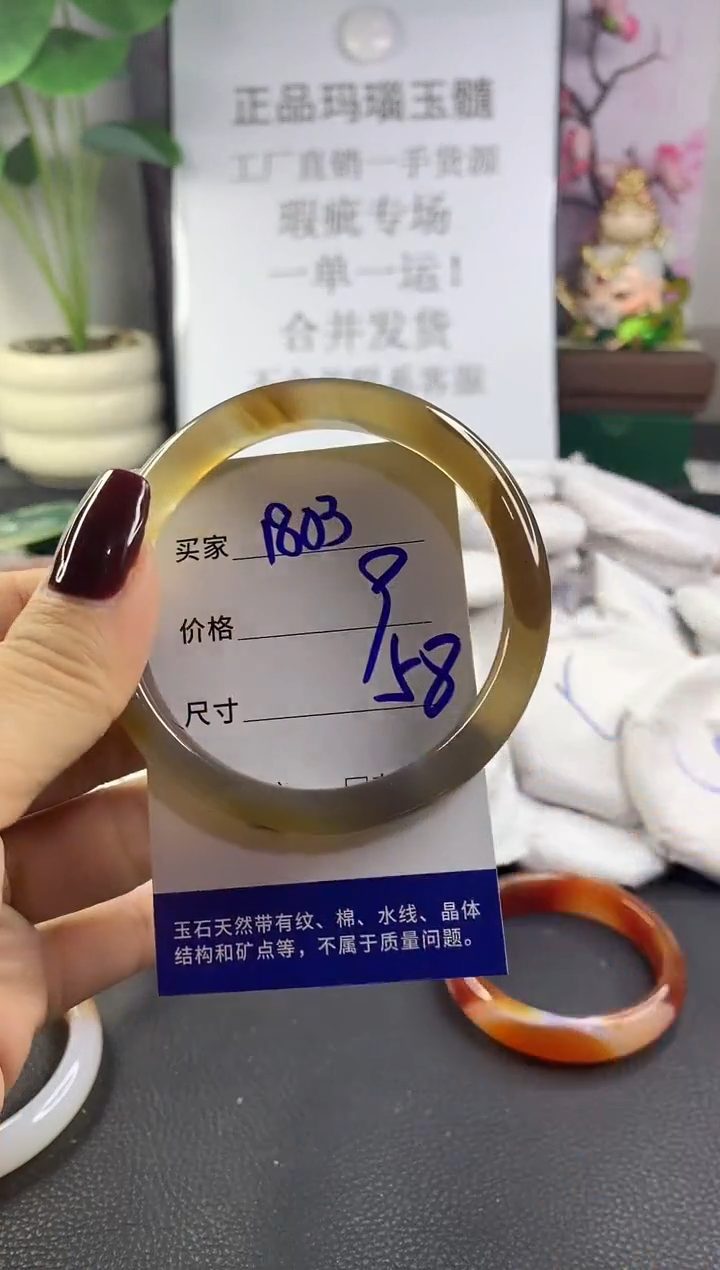 正品玛瑙玉髓
工厂直销一手货源
瑕疵专场
一单一运！
合并发货
客服
买家 1803
价格 9
尺寸 58
玉石天然带有纹、棉、水线、晶体
结构和矿点等，不属于质量问题。